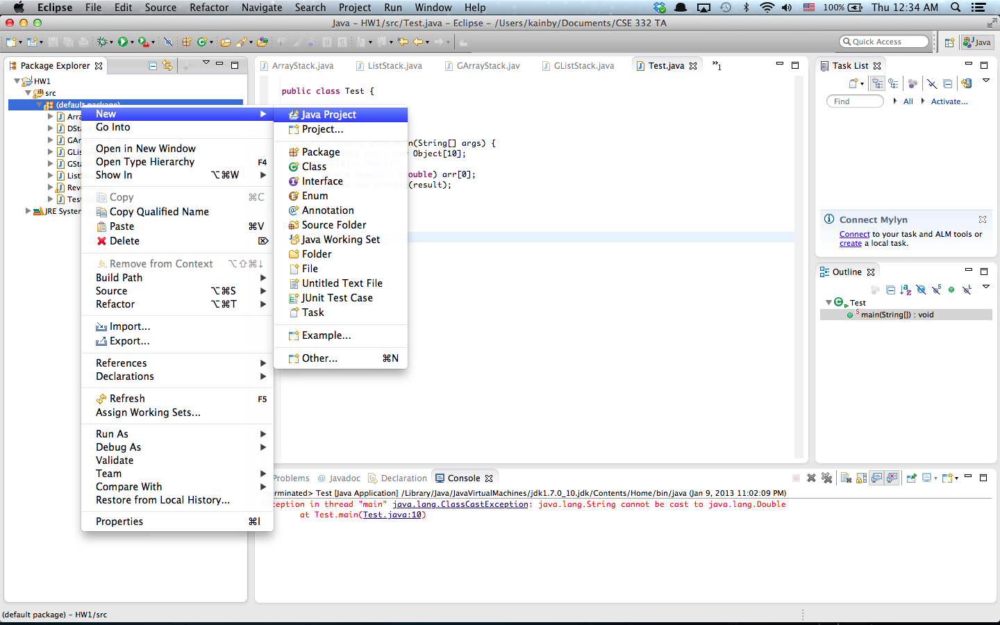 Eclipse File Edit Source Refactor Navigate Search Project Run Window Help 100% Thu 12:34 AM
Java - HW1/src/Test.java - Eclipse - /Users/kainby/Documents/CSE 332 TA
Quick Access Java
Package Explorer
HW1
src
(default package)
JRE System
New
Go Into
Open in New Window
Open Type Hierarchy F4
Show In ⌥⌘W
Copy ⌘C
Copy Qualified Name
Paste ⌘V
Delete ⌦
Remove from Context ⌥⇧⌘↓
Build Path
Source ⌥⌘S
Refactor ⌥⌘T
Import...
Export...
References
Declarations
Refresh F5
Assign Working Sets...
Run As
Debug As
Validate
Team
Compare With
Restore from Local History...
Properties ⌘I
Java Project
Project...
Package
Class
Interface
Enum
Annotation
Source Folder
Java Working Set
Folder
File
Untitled Text File
JUnit Test Case
Task
Example...
Other... ⌘N
ArrayStack.java ListStack.java GArrayStack.jav GListStack.java Test.java »1
public class Test {
(String[] args) {
Object[10];
ouble) arr[0];
(result);
Task List
Find All Activate...
Connect Mylyn
Connect to your task and ALM tools or
create a local task.
Outline
Test
main(String[]) : void
Problems @ Javadoc Declaration Console
erminated> Test [Java Application] /Library/Java/JavaVirtualMachines/jdk1.7.0_10.jdk/Contents/Home/bin/java (Jan 9, 2013 11:02:09 PM)
ception in thread "main" java.lang.ClassCastException: java.lang.String cannot be cast to java.lang.Double
at Test.main(Test.java:10)
(default package) - HW1/src